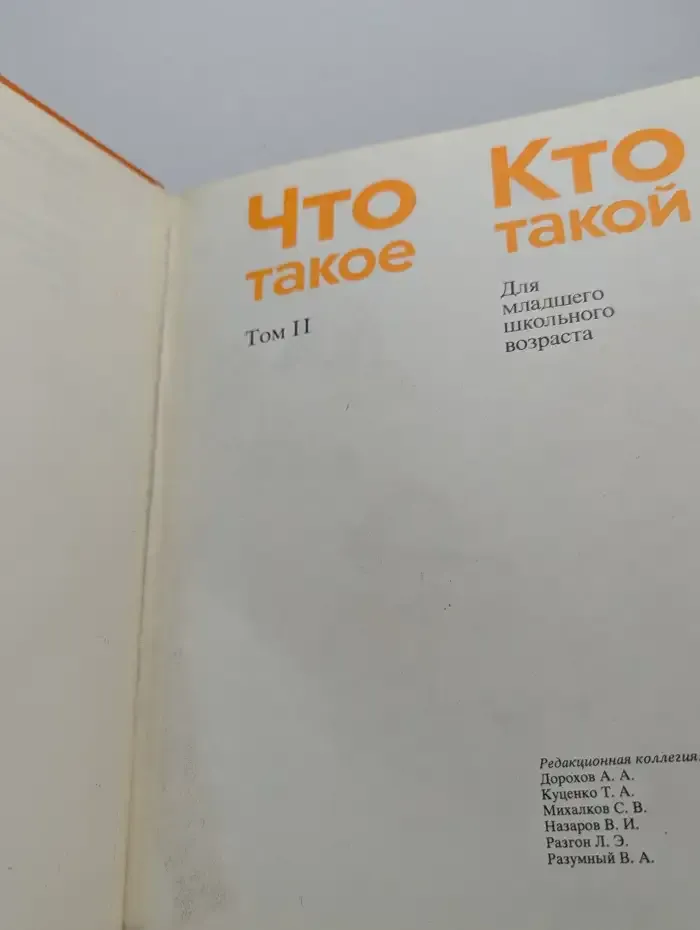 Что
такое
Том II
Кто
такой
Для
младшего
школьного
возраста
Редакционная коллегия:
Дорохов А. А.
Куценко Т. А.
Михалков С. В.
Назаров В. И.
Разгон Л. Э.
Разумный В. А.